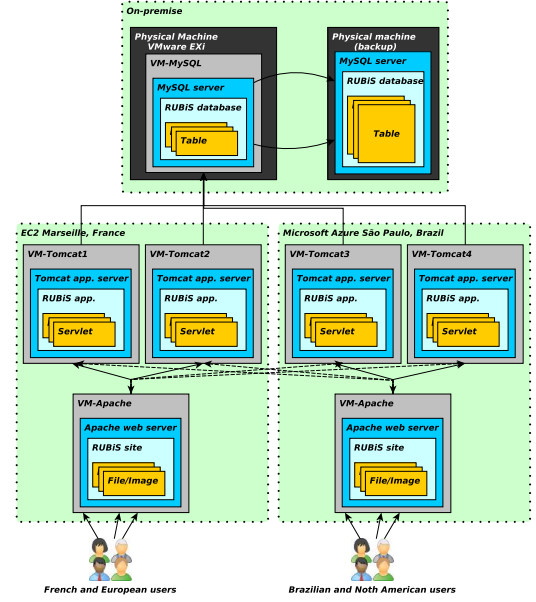 On-premise
Physical Machine
VMware EXi
VM-MySQL
MySQL server
RUBiS database
Table
Physical machine
(backup)
MySQL server
RUBiS database
Table
EC2 Marseille, France
VM-Tomcat1
Tomcat app. server
RUBiS app.
Servlet
VM-Tomcat2
Tomcat app. server
RUBiS app.
Servlet
Microsoft Azure São Paulo, Brazil
VM-Tomcat3
Tomcat app. server
RUBiS app.
Servlet
VM-Tomcat4
Tomcat app. server
RUBiS app.
Servlet
VM-Apache
Apache web server
RUBiS site
File/Image
VM-Apache
Apache web server
RUBiS site
File/Image
French and European users
Brazilian and Noth American users